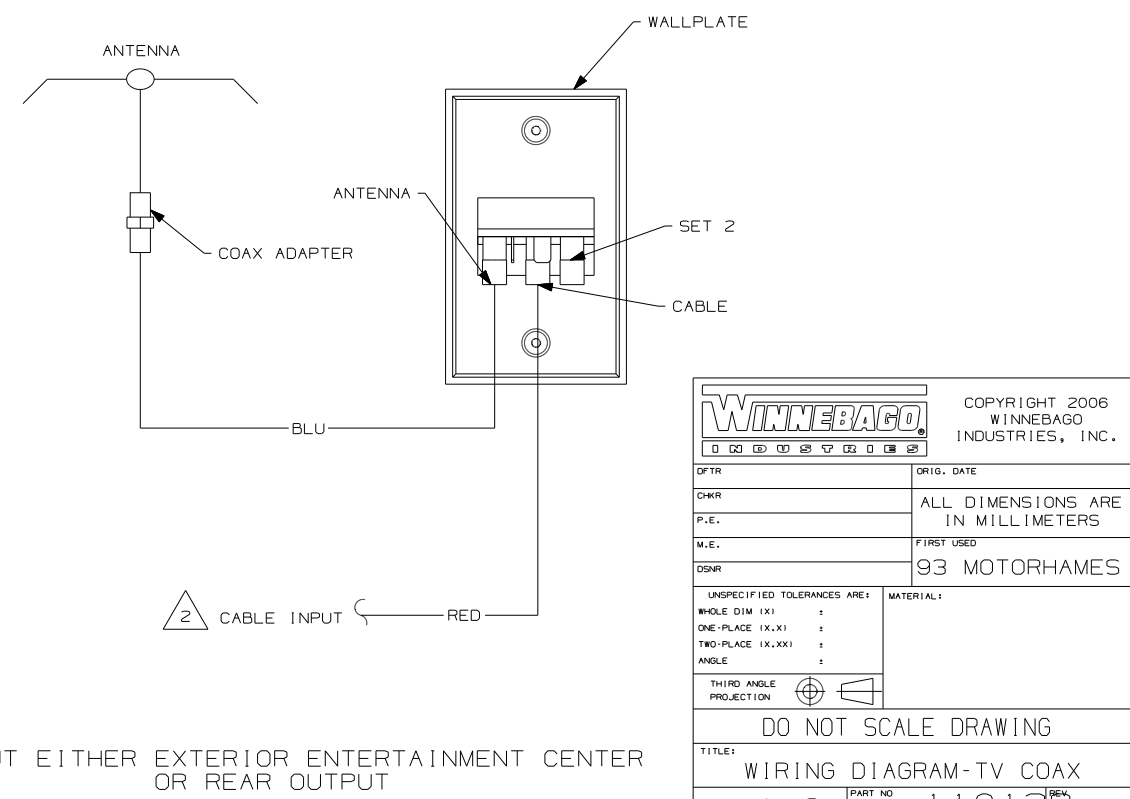 WALLPLATE
ANTENNA
ANTENNA
SET 2
COAX ADAPTER
CABLE
BLU
2 CABLE INPUT
RED
EITHER EXTERIOR ENTERTAINMENT CENTER
OR REAR OUTPUT
WINNEBAGO®
INDUSTRIES
COPYRIGHT 2006
WINNEBAGO
INDUSTRIES, INC.
DFTR
ORIG. DATE
CHKR
ALL DIMENSIONS ARE
IN MILLIMETERS
P.E.
M.E.
FIRST USED
93 MOTORHAMES
DSNR
UNSPECIFIED TOLERANCES ARE:
MATERIAL:
WHOLE DIM (X) ±
ONE-PLACE (X.X) ±
TWO-PLACE (X.XX) ±
ANGLE ±
THIRD ANGLE
PROJECTION
DO NOT SCALE DRAWING
TITLE:
WIRING DIAGRAM-TV COAX
PART NO
REV